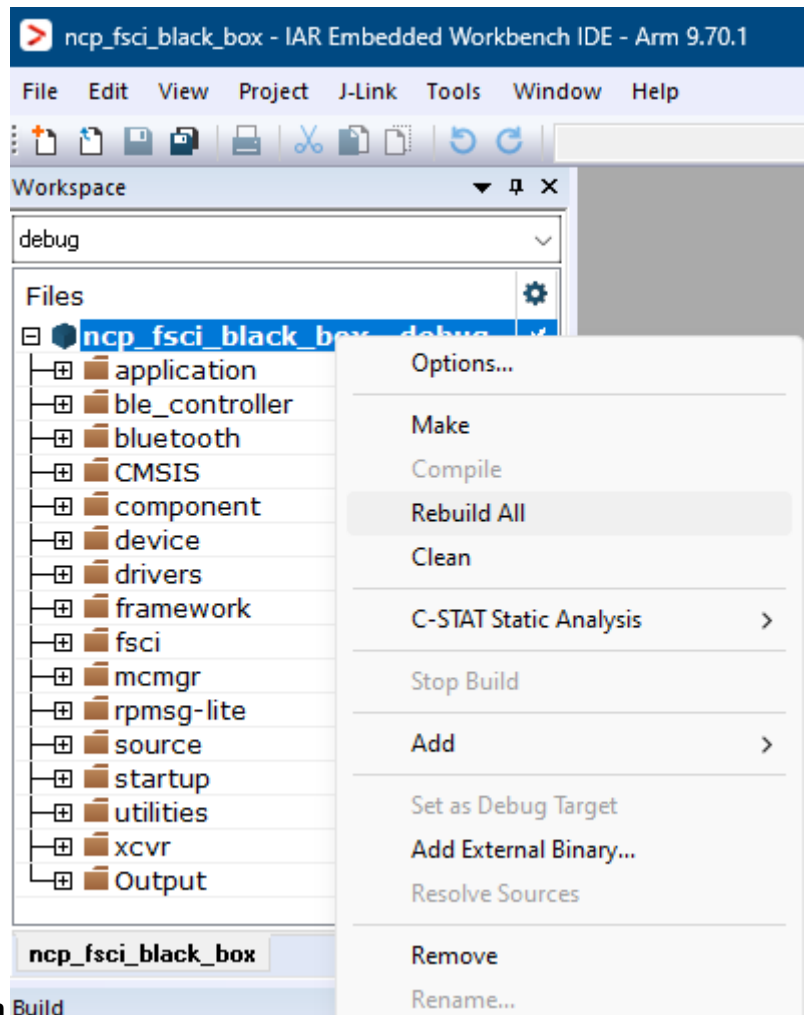 ncp_fsci_black_box - IAR Embedded Workbench IDE - Arm 9.70.1
File Edit View Project J-Link Tools Window Help
Workspace
debug
Files
ncp_fsci_black_box - debug
application
ble_controller
bluetooth
CMSIS
component
device
drivers
framework
fsci
mcmgr
rpmsg-lite
source
startup
utilities
xcvr
Output
ncp_fsci_black_box
Build
Options...
Make
Compile
Rebuild All
Clean
C-STAT Static Analysis
Stop Build
Add
Set as Debug Target
Add External Binary...
Resolve Sources
Remove
Rename...